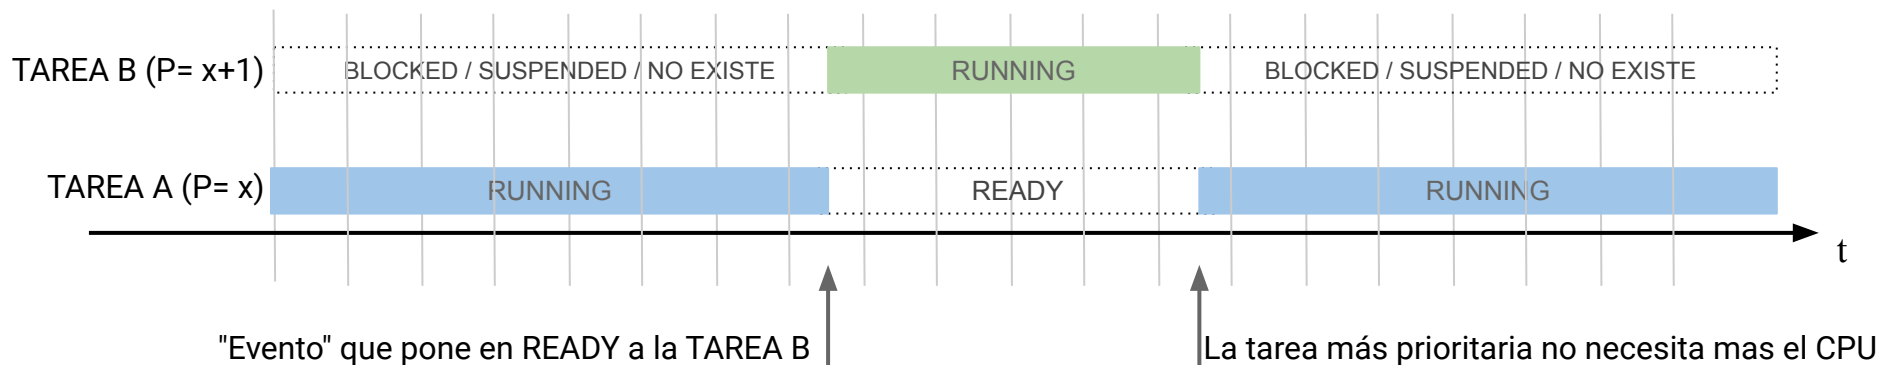 TAREA B (P= x+1)
BLOCKED / SUSPENDED / NO EXISTE
RUNNING
BLOCKED / SUSPENDED / NO EXISTE
TAREA A (P= x)
RUNNING
READY
RUNNING
t
"Evento" que pone en READY a la TAREA B
La tarea más prioritaria no necesita mas el CPU